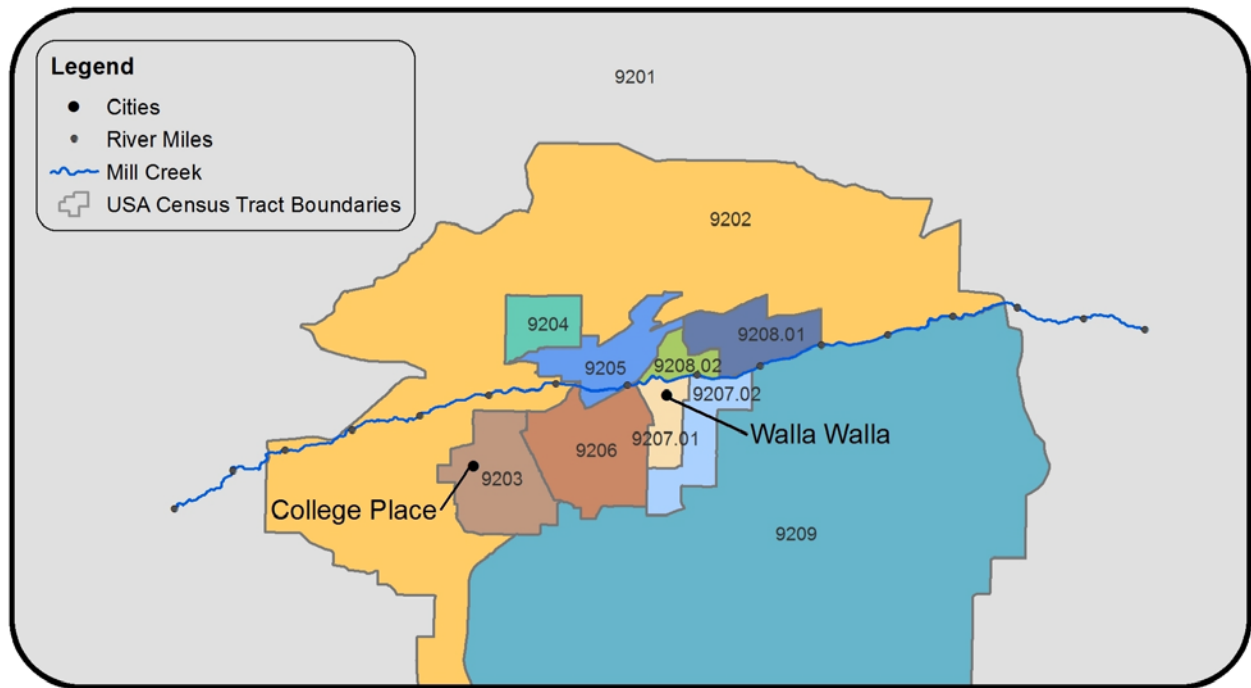 9201
Legend
Cities
River Miles
Mill Creek
USA Census Tract Boundaries
9202
9204
9208.01
9205
9208.02
9207.02
Walla Walla
9207.01
9206
9203
College Place
9209